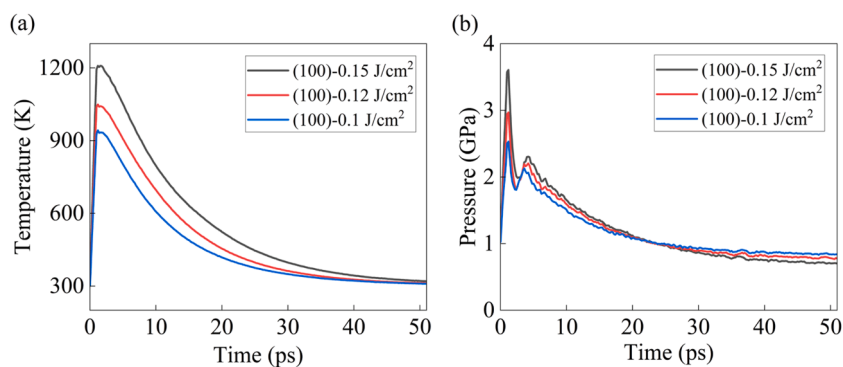 (a)
1200
900
600
300
Temperature (K)
0 10 20 30 40 50
Time (ps)
(100)-0.15 J/cm²
(100)-0.12 J/cm²
(100)-0.1 J/cm²
(b)
4
3
2
1
0
Pressure (GPa)
0 10 20 30 40 50
Time (ps)
(100)-0.15 J/cm²
(100)-0.12 J/cm²
(100)-0.1 J/cm²